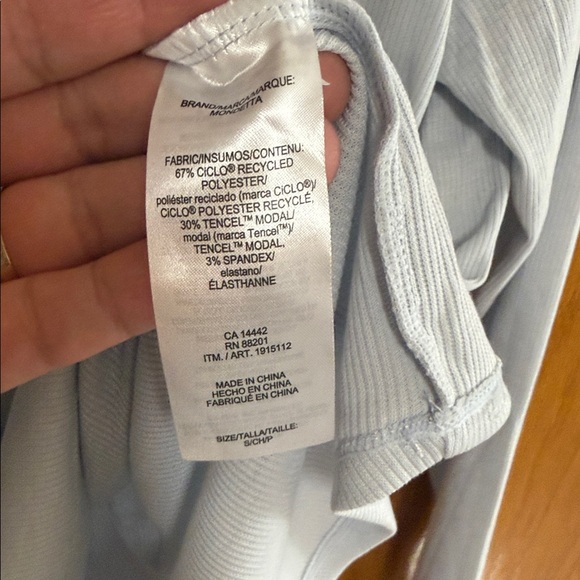 BRAND/MARCA/MARQUE:
MONDETTA
FABRIC/INSUMOS/CONTENU:
67% CICLO® RECYCLED
POLYESTER/
poliéster reciclado (marca CiCLO®)/
CiCLO® POLYESTER RECYCLÉ,
30% TENCEL™ MODAL/
modal (marca Tencel™)/
TENCEL™ MODAL,
3% SPANDEX/
elastano/
ÉLASTHANNE
CA 14442
RN 88201
ITM. / ART. 1915112
MADE IN CHINA
HECHO EN CHINA
FABRIQUÉ EN CHINA
SIZE/TALLA/TAILLE:
S/CH/P